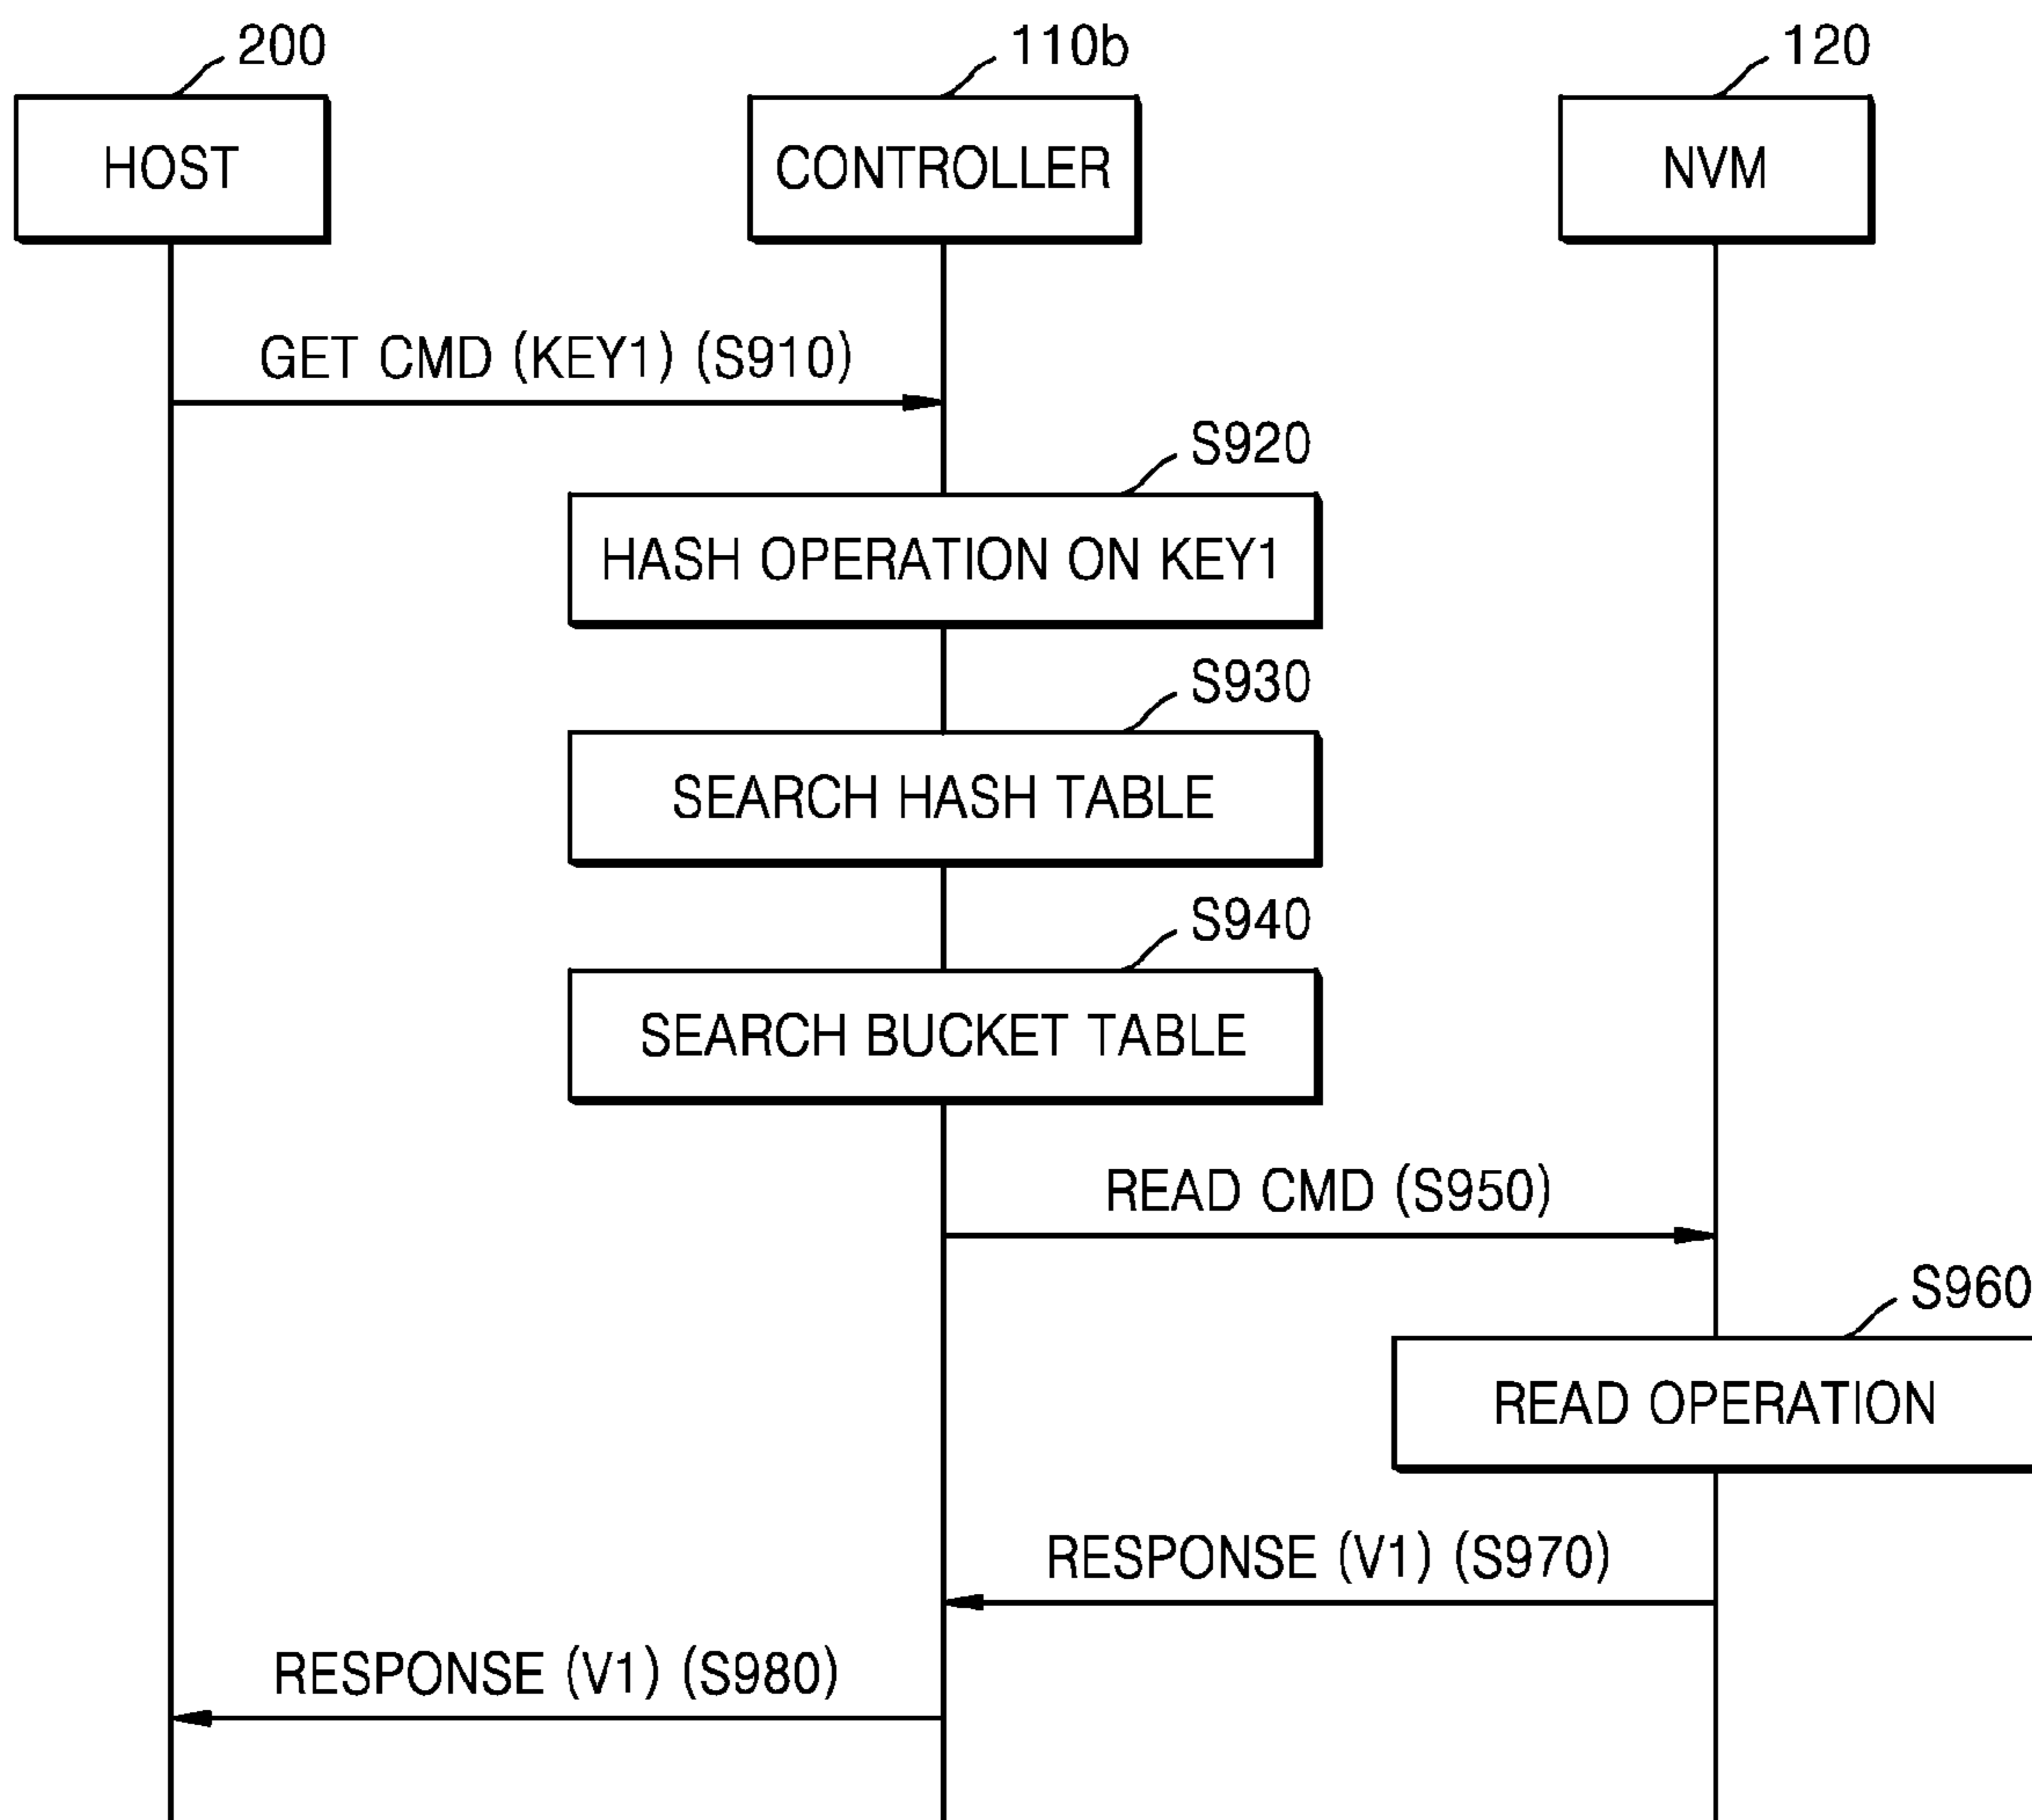 200
110b
120
HOST
CONTROLLER
NVM
GET CMD (KEY1) (S910)
S920
HASH OPERATION ON KEY1
S930
SEARCH HASH TABLE
S940
SEARCH BUCKET TABLE
READ CMD (S950)
S960
READ OPERATION
RESPONSE (V1) (S970)
RESPONSE (V1) (S980)